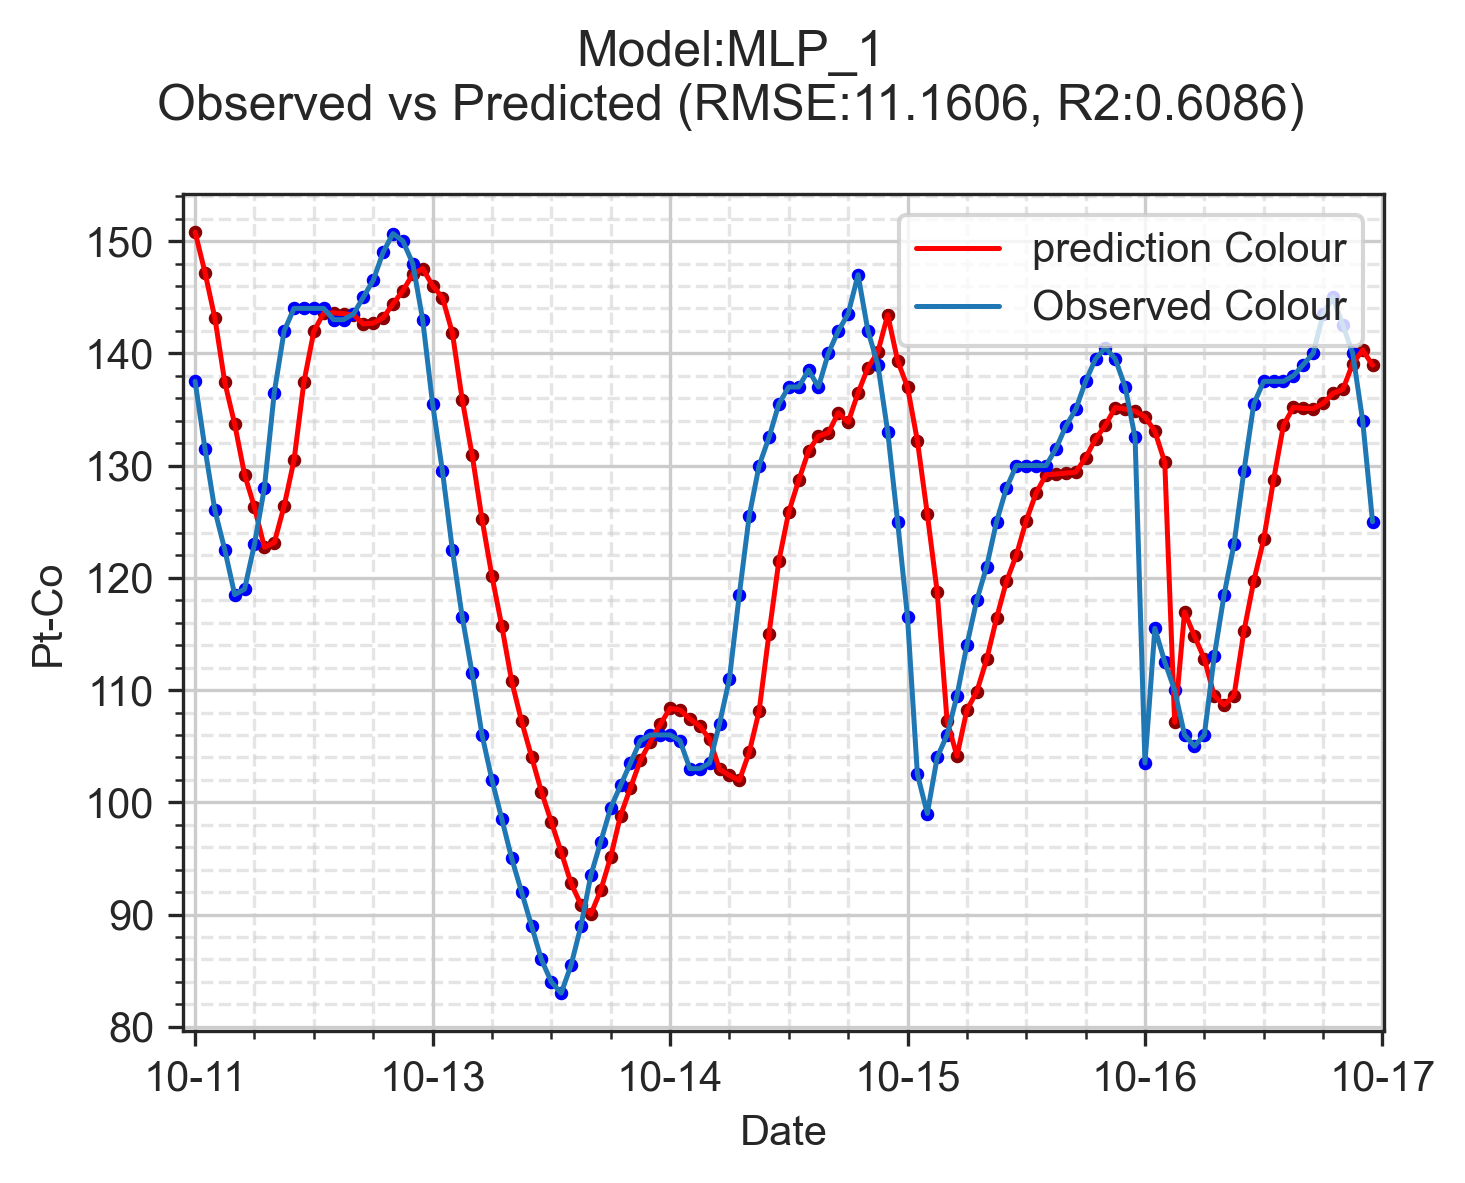 Model:MLP_1
Observed vs Predicted (RMSE:11.1606, R2:0.6086)
prediction Colour
Observed Colour
150
140
130
120
110
100
90
80
Pt-Co
10-11
10-13
10-14
10-15
10-16
10-17
Date